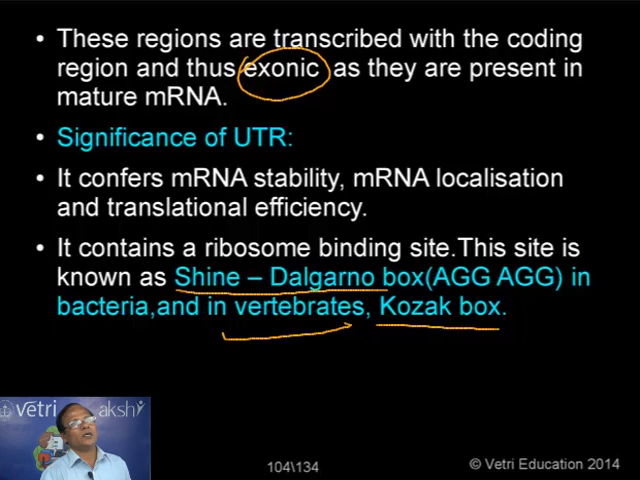 • These regions are transcribed with the coding
region and thus exonic as they are present in
mature mRNA.
• Significance of UTR:
• It confers mRNA stability, mRNA localisation
and translational efficiency.
• It contains a ribosome binding site.This site is
known as Shine – Dalgarno box(AGG AGG) in
bacteria,and in vertebrates, Kozak box.
vetri akshi
104\134
© Vetri Education 2014